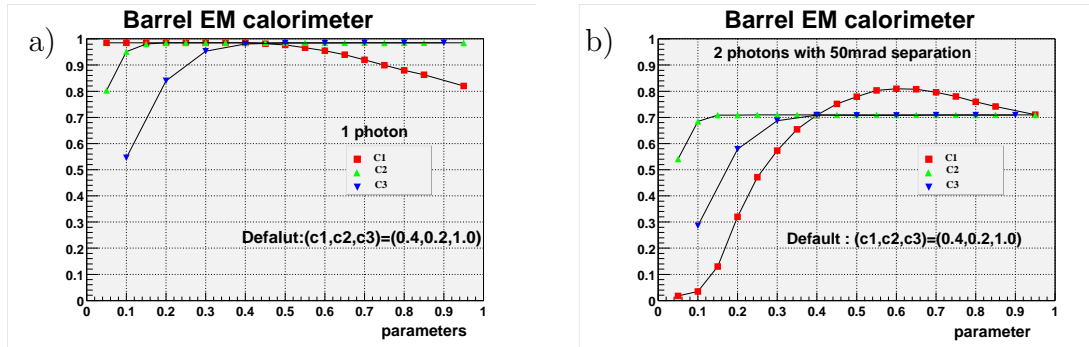 a)
Barrel EM calorimeter
1
0.9
0.8
0.7
0.6
0.5
0.4
0.3
0.2
0.1
0
1 photon
C1
C2
C3
Defalut:(c1,c2,c3)=(0.4,0.2,1.0)
0 0.1 0.2 0.3 0.4 0.5 0.6 0.7 0.8 0.9 1
parameters
b)
Barrel EM calorimeter
1
0.9
0.8
0.7
0.6
0.5
0.4
0.3
0.2
0.1
0
2 photons with 50mrad separation
C1
C2
C3
Default : (c1,c2,c3)=(0.4,0.2,1.0)
0 0.1 0.2 0.3 0.4 0.5 0.6 0.7 0.8 0.9 1
parameter